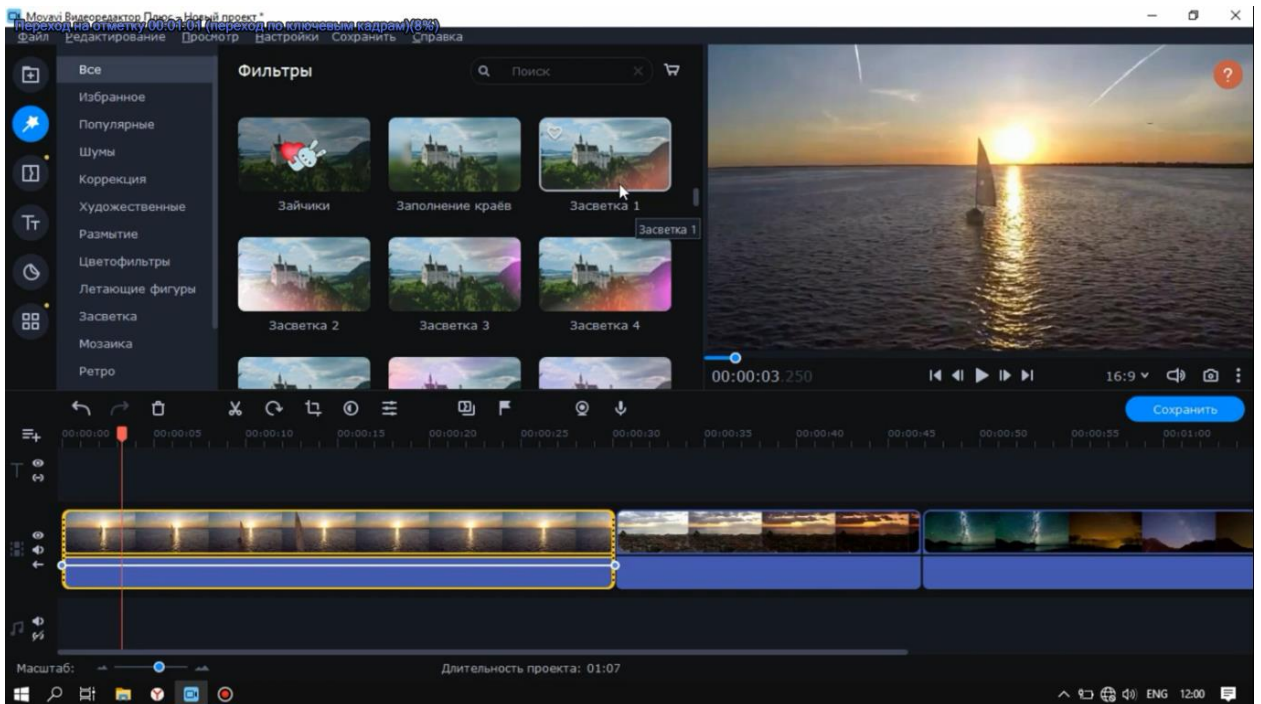 Movavi Видеоредактор Плюс – Новый проект *
Переход на отметку 00:01:01 (переход по ключевым кадрам)(8%)
Файл Редактирование Просмотр Настройки Сохранить Справка
Все
Фильтры
Поиск
?
Избранное
Популярные
Шумы
Коррекция
Художественные
Зайчики Заполнение краёв Засветка 1
Размытие
Засветка 1
Цветофильтры
Летающие фигуры
Засветка
Засветка 2 Засветка 3 Засветка 4
Мозаика
Ретро
00:00:03.250
16:9
Сохранить
00:00:00 00:00:05 00:00:10 00:00:15 00:00:20 00:00:25 00:00:30 00:00:35 00:00:40 00:00:45 00:00:50 00:00:55 00:01:00
Масштаб:
Длительность проекта: 01:07
ENG 12:00